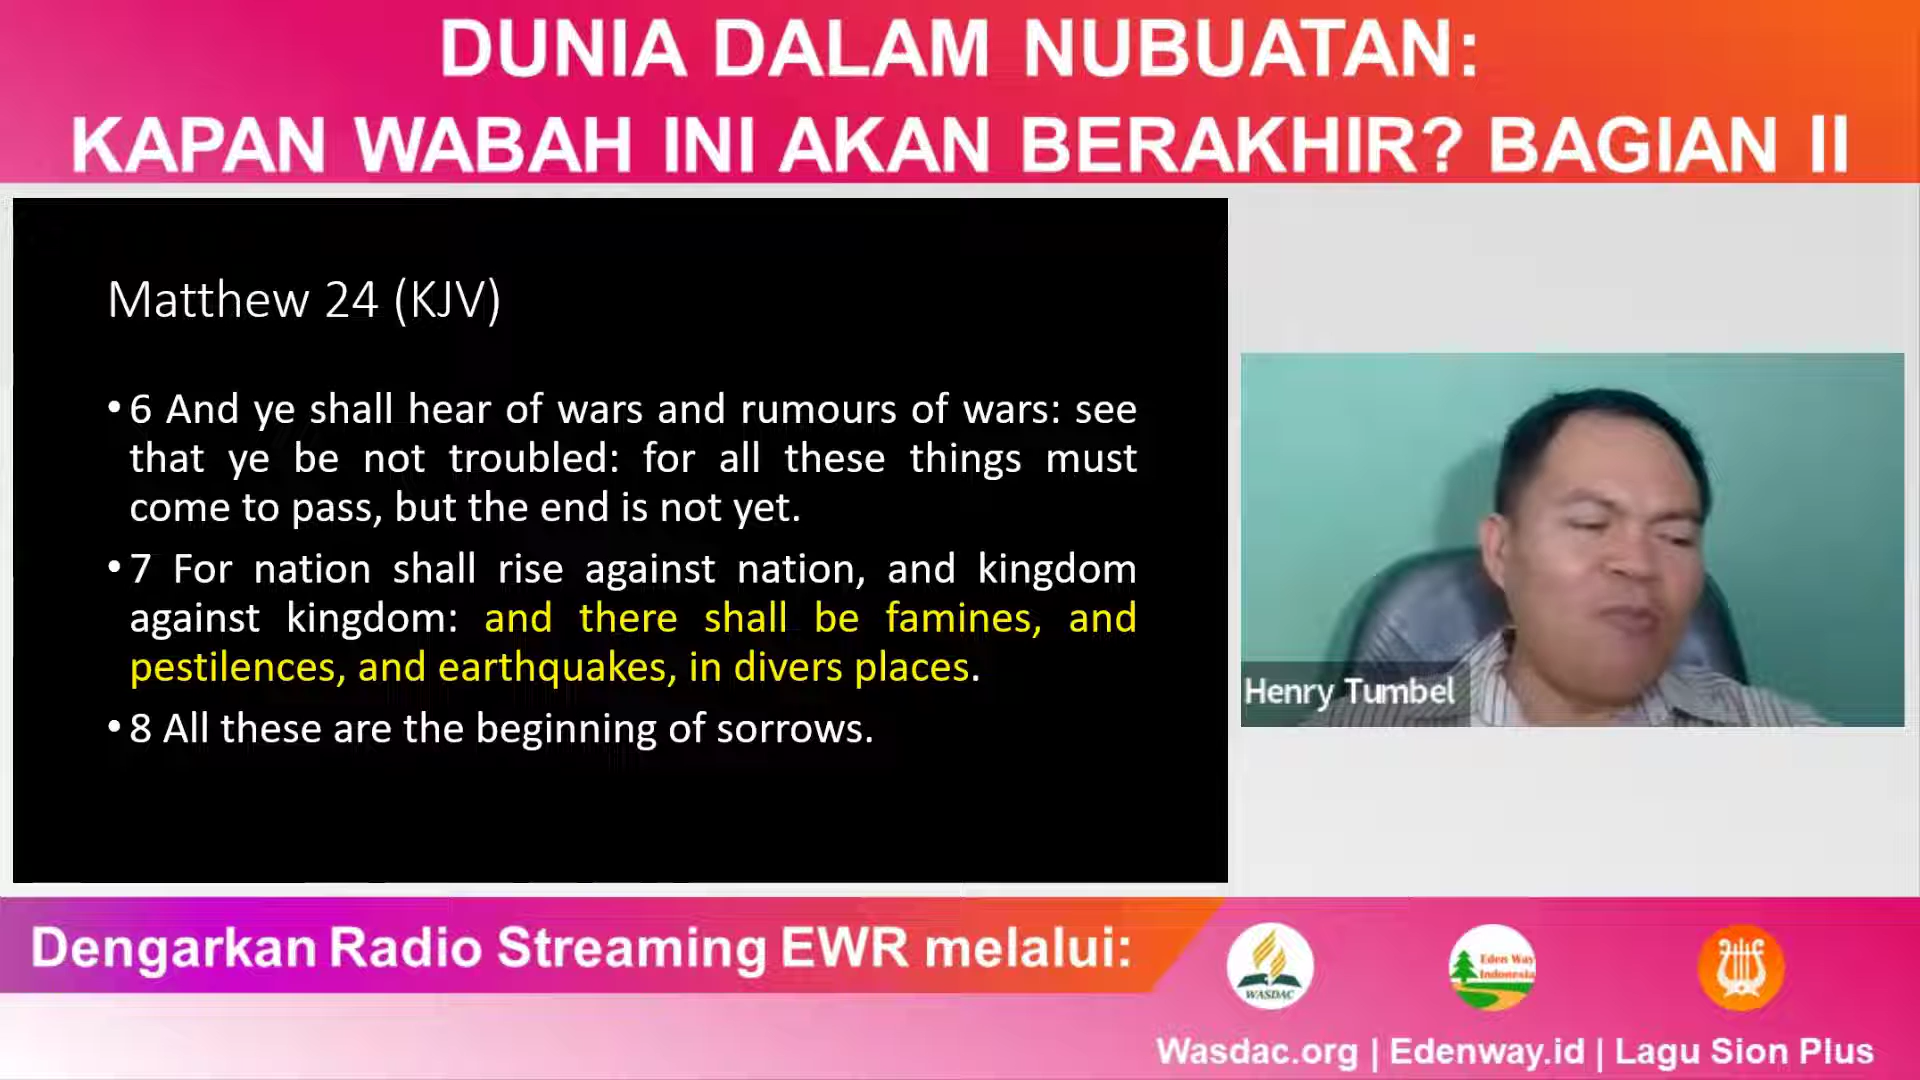 DUNIA DALAM NUBUATAN:
KAPAN WABAH INI AKAN BERAKHIR? BAGIAN II
Matthew 24 (KJV)
•6 And ye shall hear of wars and rumours of wars: see
that ye be not troubled: for all these things must
come to pass, but the end is not yet.
•7 For nation shall rise against nation, and kingdom
against kingdom: and there shall be famines, and
pestilences, and earthquakes, in divers places.
•8 All these are the beginning of sorrows.
Henry Tumbel
Dengarkan Radio Streaming EWR melalui:
WASDAC
Eden Way
Indonesia
Wasdac.org | Edenway.id | Lagu Sion Plus